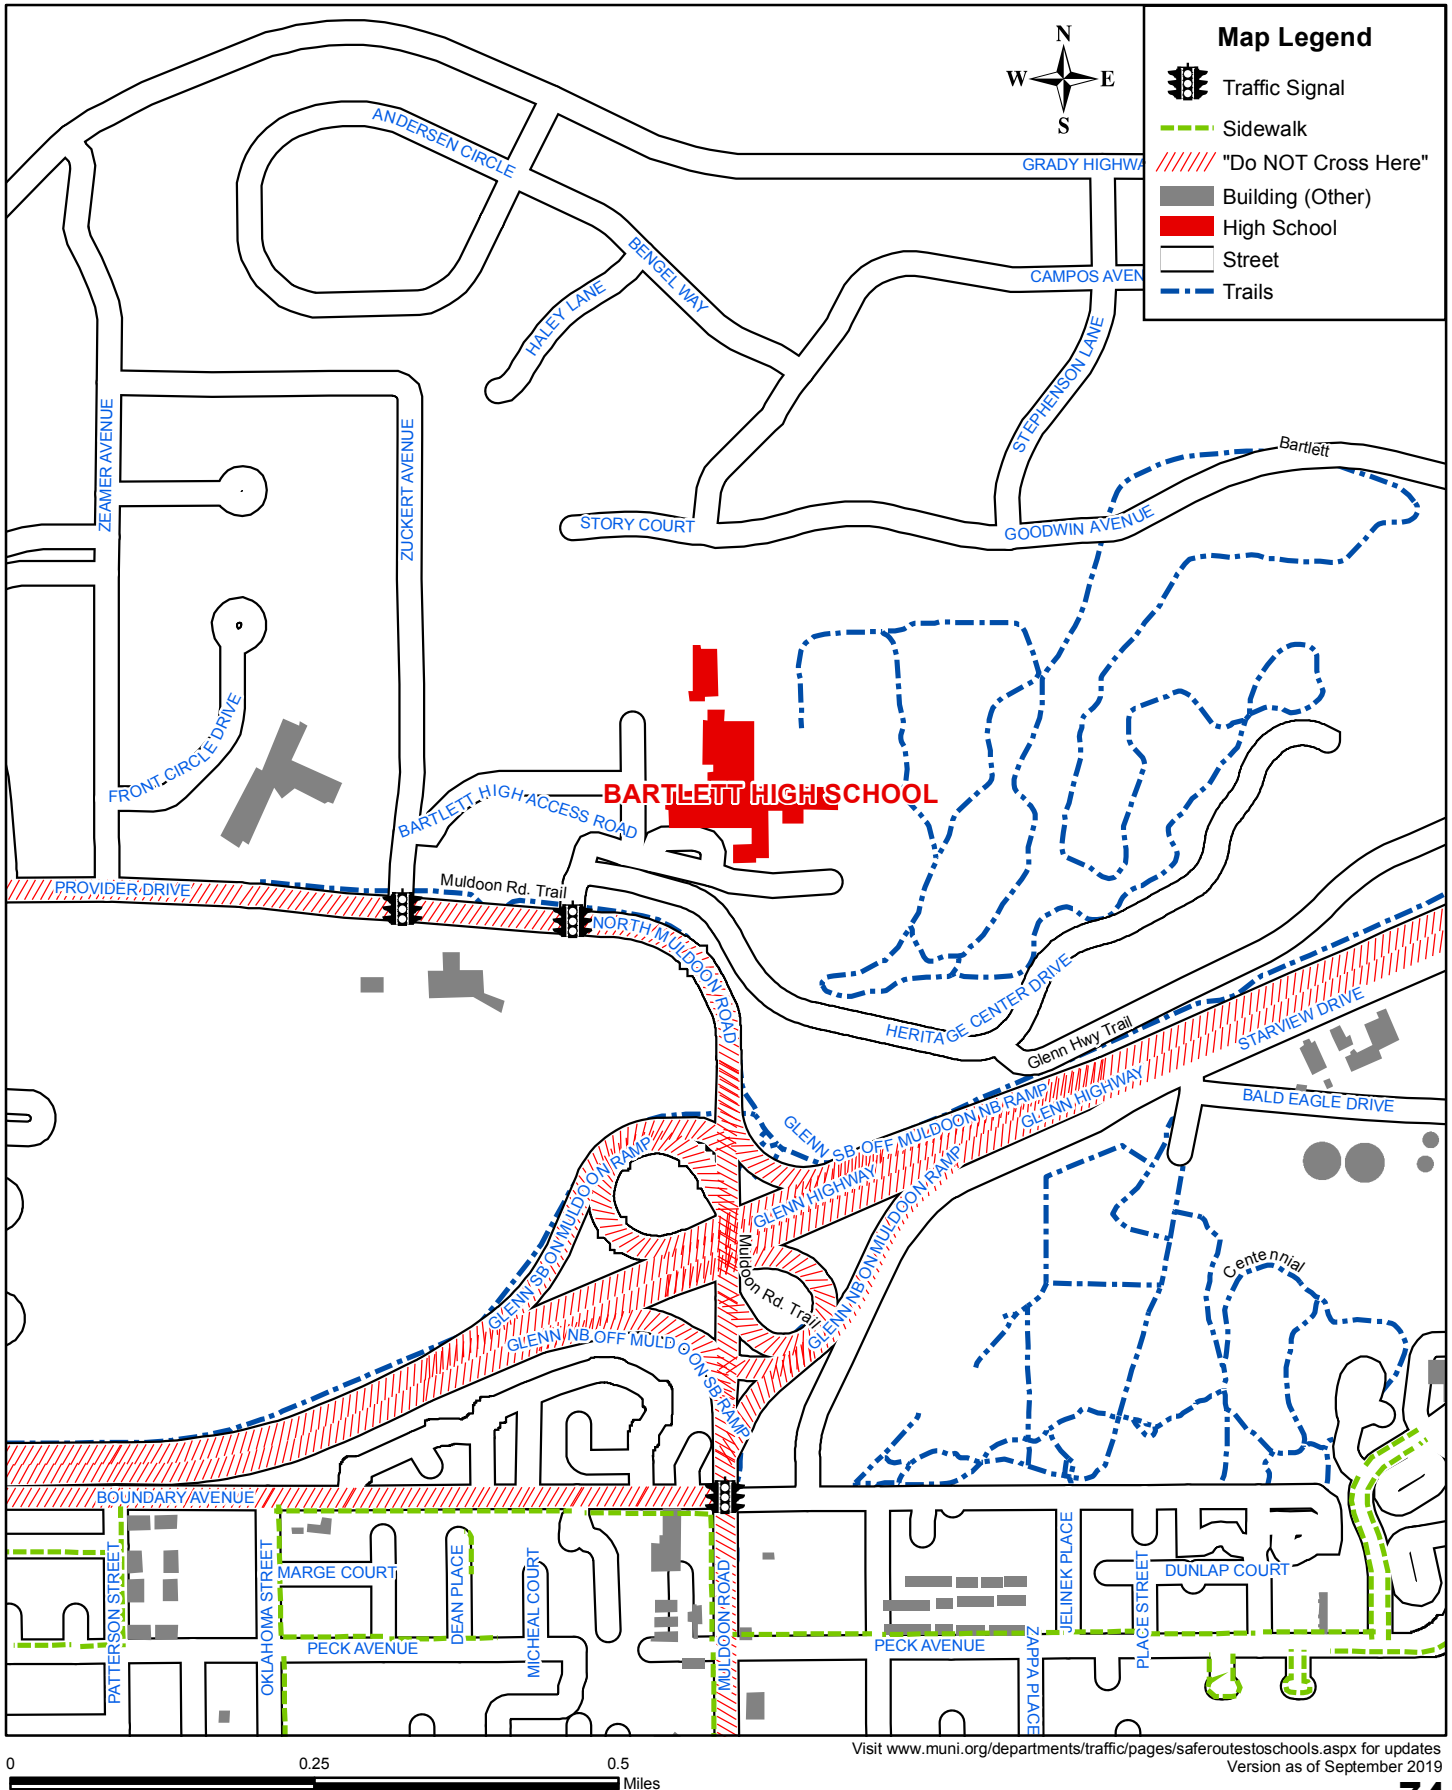 Map Legend
Traffic Signal
Sidewalk
"Do NOT Cross Here"
Building (Other)
High School
Street
Trails
N
W
E
S
ANDERSEN CIRCLE
GRADY HIGHWA
BENGEL WAY
HALEY LANE
CAMPOS AVEN
STEPHENSON LANE
ZEAMER AVENUE
ZUCKERT AVENUE
Bartlett
STORY COURT
GOODWIN AVENUE
FRONT CIRCLE DRIVE
BARTLETT HIGH SCHOOL
BARTLETT HIGH ACCESS ROAD
PROVIDER DRIVE
Muldoon Rd. Trail
NORTH MULDOON ROAD
HERITAGE CENTER DRIVE
Glenn Hwy Trail
STARVIEW DRIVE
BALD EAGLE DRIVE
GLENN SB OFF MULDOON NB RAMP
GLENN HIGHWAY
GLENN HIGHWAY
GLENN SB ON MULDOON RAMP
GLENN NB ON MULDOON RAMP
Muldoon Rd. Trail
Centennial
GLENN NB OFF MULDOON SB RAMP
BOUNDARY AVENUE
PATTERSON STREET
OKLAHOMA STREET
MARGE COURT
DEAN PLACE
MICHEAL COURT
PECK AVENUE
MULDOON ROAD
PECK AVENUE
JELINEK PLACE
ZAPPA PLACE
PLACE STREET
DUNLAP COURT
Visit www.muni.org/departments/traffic/pages/saferoutestoschools.aspx for updates
Version as of September 2019
0
0.25
0.5
Miles